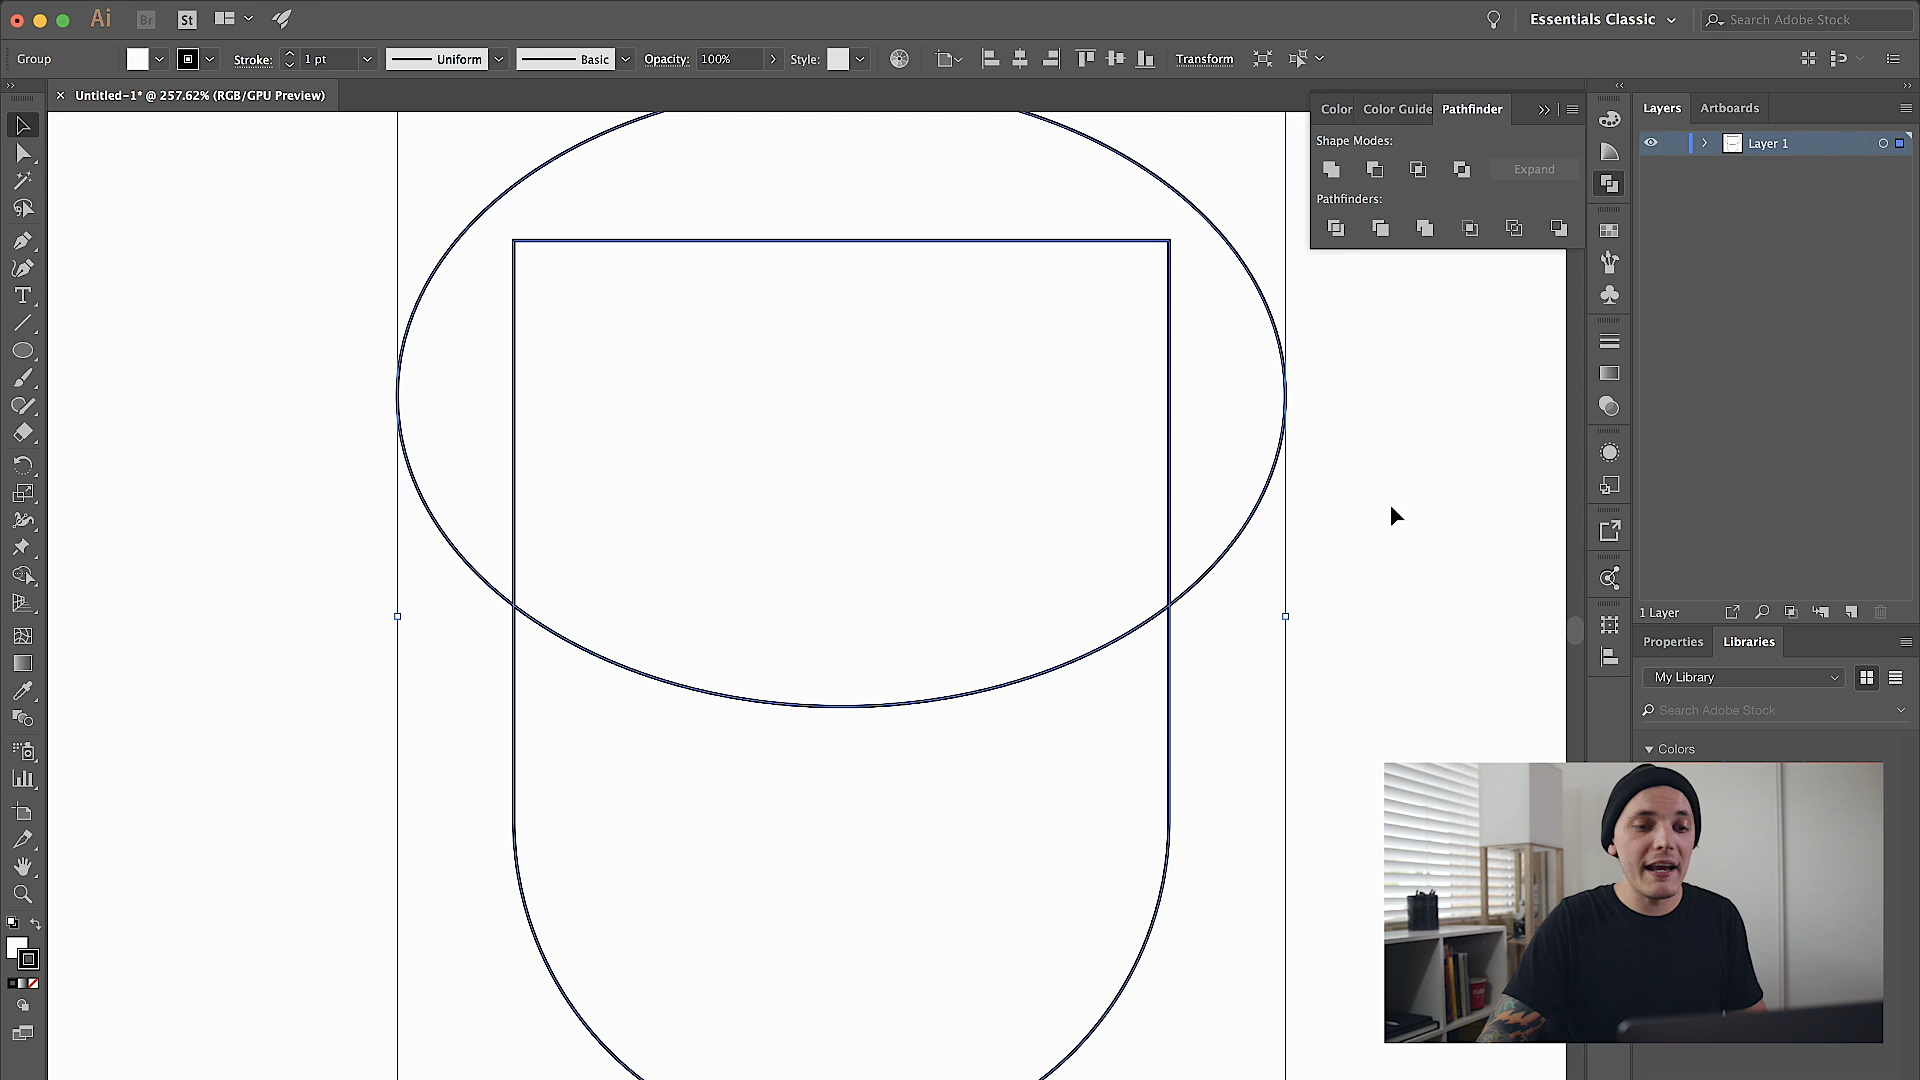 Ai Br St Essentials Classic Search Adobe Stock
Group Stroke: 1 pt Uniform Basic Opacity: 100% Style: Transform
Untitled-1* @ 257.62% (RGB/GPU Preview)
Color Color Guide Pathfinder
Shape Modes:
Expand
Pathfinders:
Layers Artboards
Layer 1
1 Layer
Properties Libraries
My Library
Search Adobe Stock
Colors